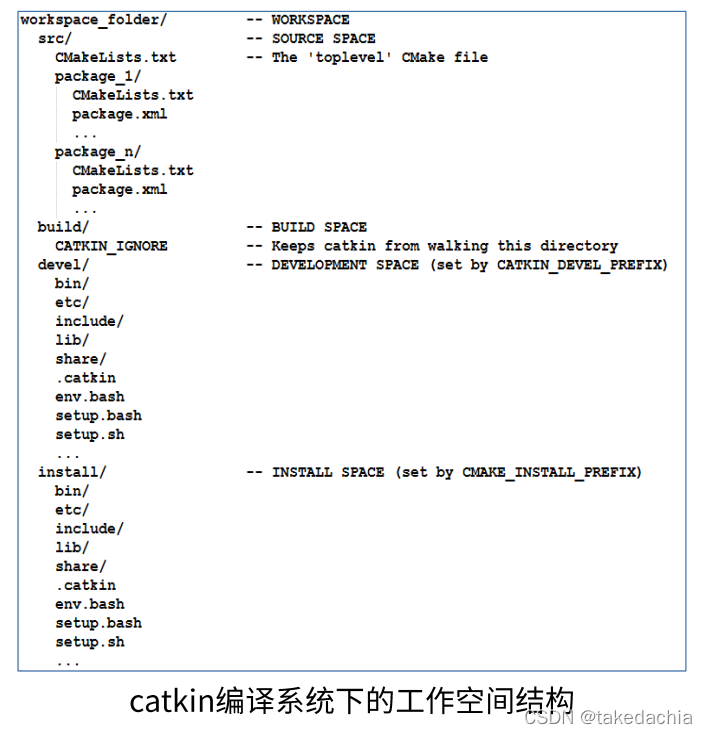 workspace_folder/ -- WORKSPACE
src/ -- SOURCE SPACE
CMakeLists.txt -- The 'toplevel' CMake file
package_1/
CMakeLists.txt
package.xml
...
package_n/
CMakeLists.txt
package.xml
...
build/ -- BUILD SPACE
CATKIN_IGNORE -- Keeps catkin from walking this directory
devel/ -- DEVELOPMENT SPACE (set by CATKIN_DEVEL_PREFIX)
bin/
etc/
include/
lib/
share/
.catkin
env.bash
setup.bash
setup.sh
...
install/ -- INSTALL SPACE (set by CMAKE_INSTALL_PREFIX)
bin/
etc/
include/
lib/
share/
.catkin
env.bash
setup.bash
setup.sh
...
catkin编译系统下的工作空间结构
CSDN @takedachia